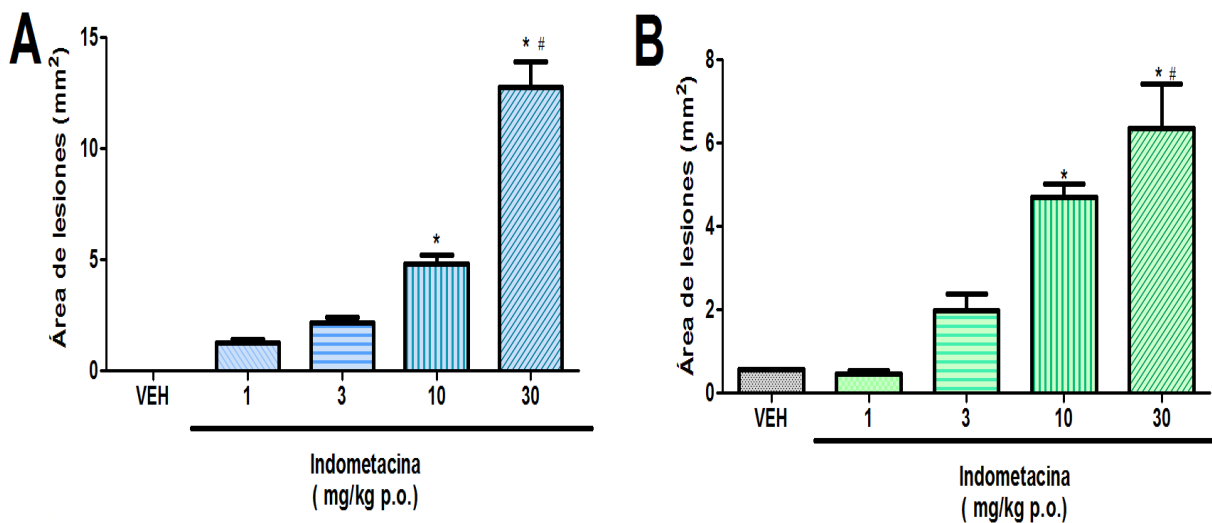 A
Área de lesiones (mm²)
15
10
5
0
* #
*
VEH 1 3 10 30
Indometacina
( mg/kg p.o.)
B
Área de lesiones (mm²)
8
6
4
2
0
* #
*
VEH 1 3 10 30
Indometacina
( mg/kg p.o.)